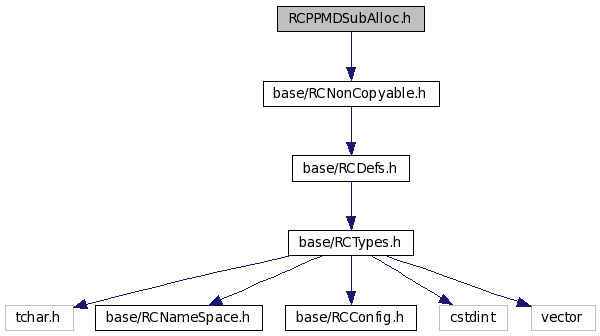 RCPPMDSubAlloc.h
base/RCNonCopyable.h
base/RCDefs.h
base/RCTypes.h
tchar.h
base/RCNameSpace.h
base/RCConfig.h
cstdint
vector